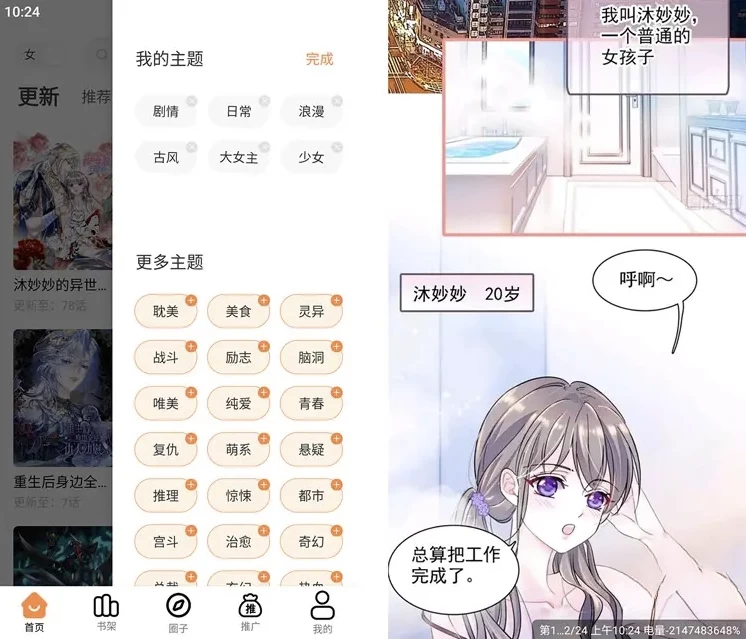 10:24
女
更新
推荐
沐妙妙的异世...
更新至：78话
重生后身边全...
更新至：7话
我的主题
完成
剧情
日常
浪漫
古风
大女主
少女
更多主题
耽美
美食
灵异
战斗
励志
脑洞
唯美
纯爱
青春
复仇
萌系
悬疑
推理
惊悚
都市
宫斗
治愈
奇幻
总裁
玄幻
热血
首页
书架
圈子
推
推广
我的
我叫沐妙妙，
一个普通的
女孩子
呼啊～
沐妙妙 20岁
总算把工作
完成了。
第1...2/24 上午10:24 电量-2147483648%